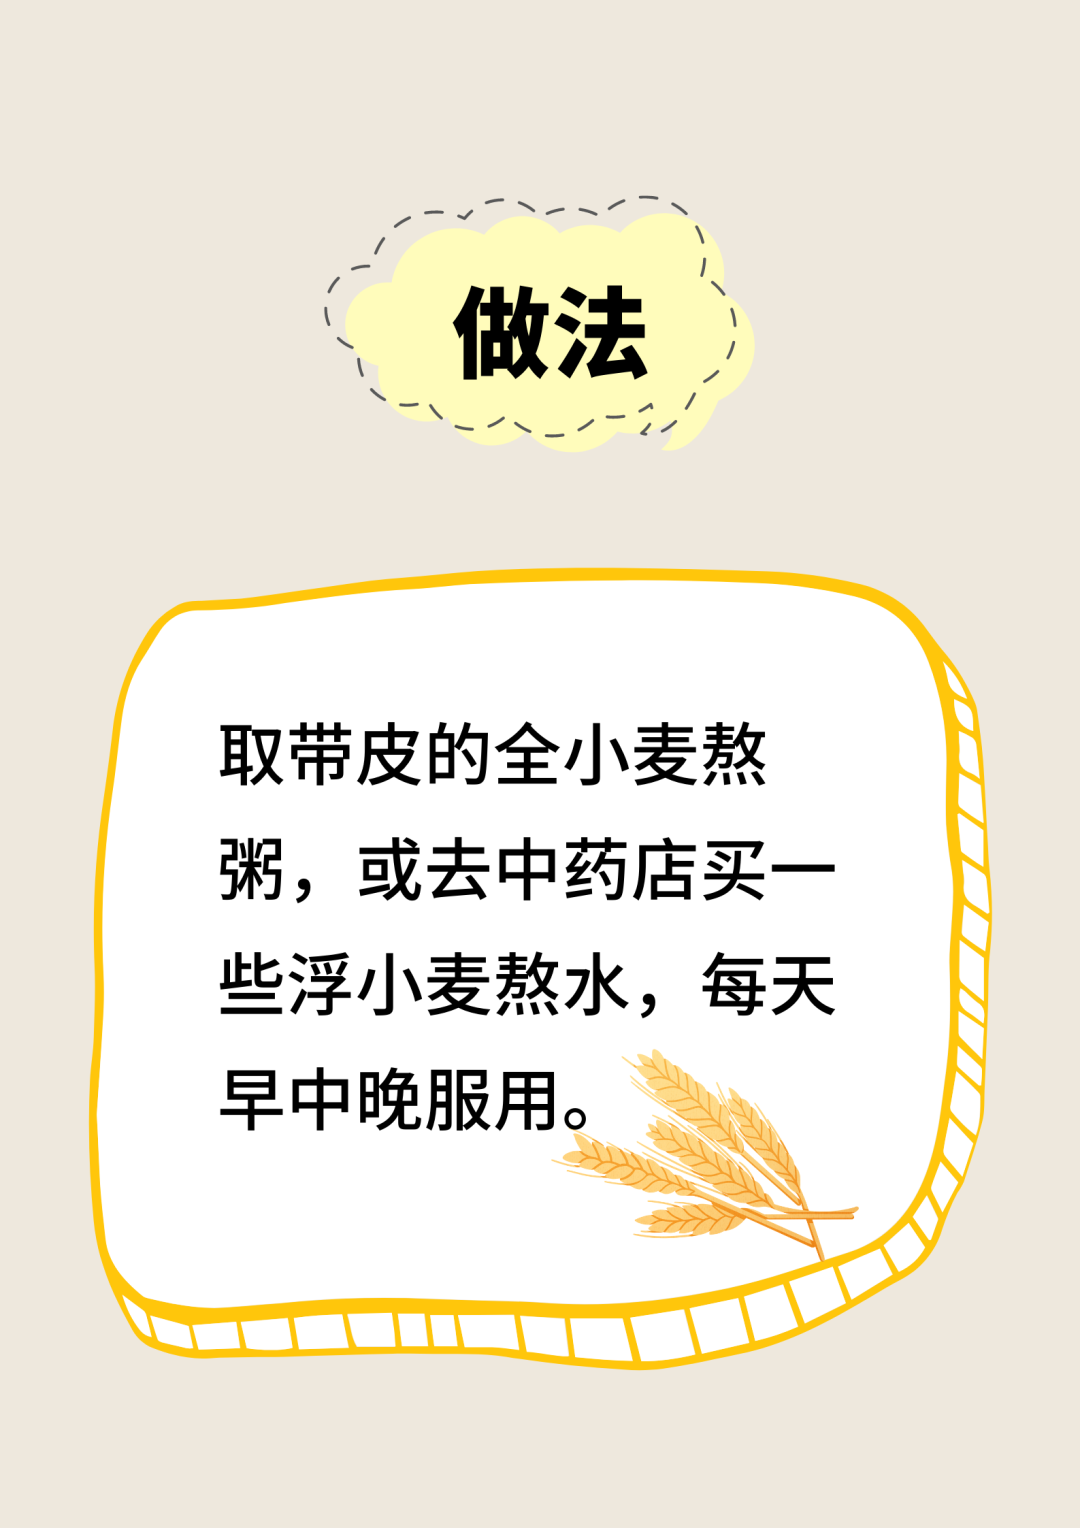 做法
取带皮的全小麦熬
粥，或去中药店买一
些浮小麦熬水，每天
早中晚服用。